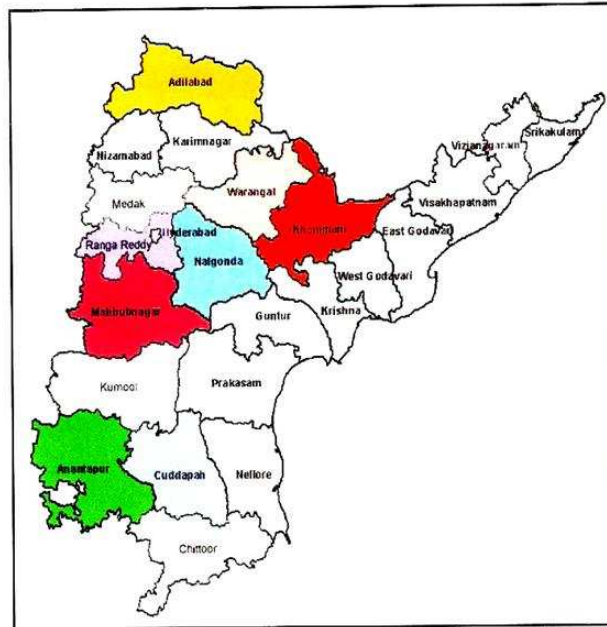 Adilabad
Karimnagar
Nizamabad
Srikakulam
Vizianagaram
Warangal
Medak
Visakhapatnam
Khammam
Hyderabad
East Godavari
Ranga Reddy
Nalgonda
West Godavari
Mahbubnagar
Krishna
Guntur
Kurnool
Prakasam
Anantapur
Cuddapah
Nellore
Chittoor